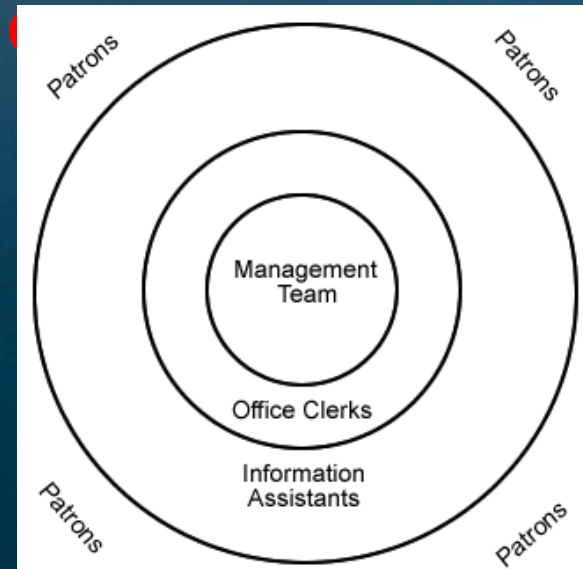 Patrons
Patrons
Management
Team
Office Clerks
Information
Assistants
Patrons
Patrons